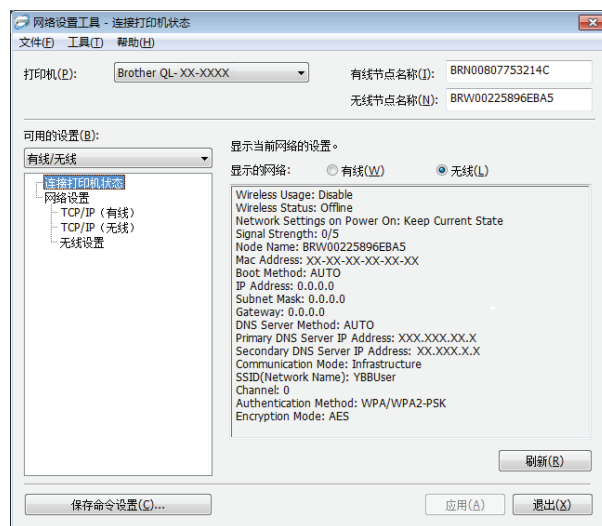 网络设置工具 - 连接打印机状态
文件(F) 工具(T) 帮助(H)
打印机(P): Brother QL- XX-XXXX 有线节点名称(I): BRN00807753214C
无线节点名称(N): BRW00225896EBA5
可用的设置(B):
有线/无线
连接打印机状态
网络设置
TCP/IP（有线）
TCP/IP（无线）
无线设置
显示当前网络的设置。
显示的网络: 有线(W) 无线(L)
Wireless Usage: Disable
Wireless Status: Offline
Network Settings on Power On: Keep Current State
Signal Strength: 0/5
Node Name: BRW00225896EBA5
Mac Address: XX-XX-XX-XX-XX-XX
Boot Method: AUTO
IP Address: 0.0.0.0
Subnet Mask: 0.0.0.0
Gateway: 0.0.0.0
DNS Server Method: AUTO
Primary DNS Server IP Address: XXX.XXX.XX.X
Secondary DNS Server IP Address: XX.XXX.X.X
Communication Mode: Infrastructure
SSID(Network Name): YBBUser
Channel: 0
Authentication Method: WPA/WPA2-PSK
Encryption Mode: AES
刷新(R)
保存命令设置(C)... 应用(A) 退出(X)